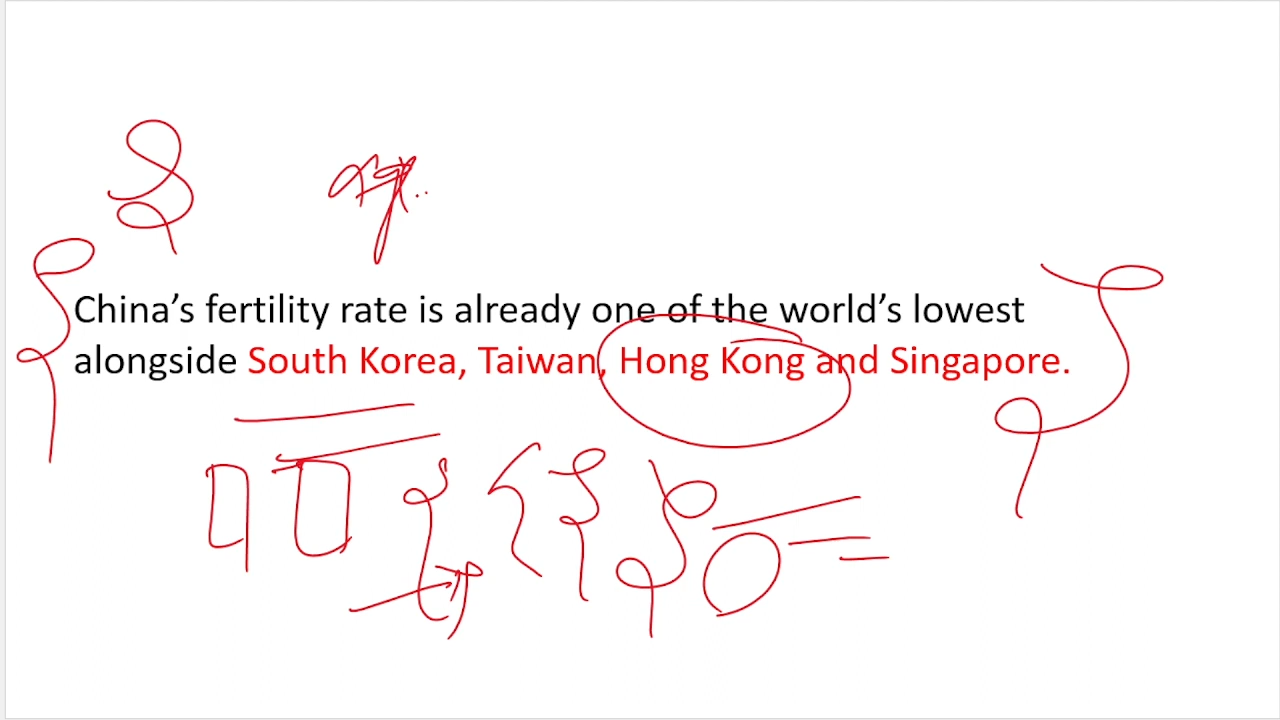 China’s fertility rate is already one of the world’s lowest
alongside South Korea, Taiwan, Hong Kong and Singapore.